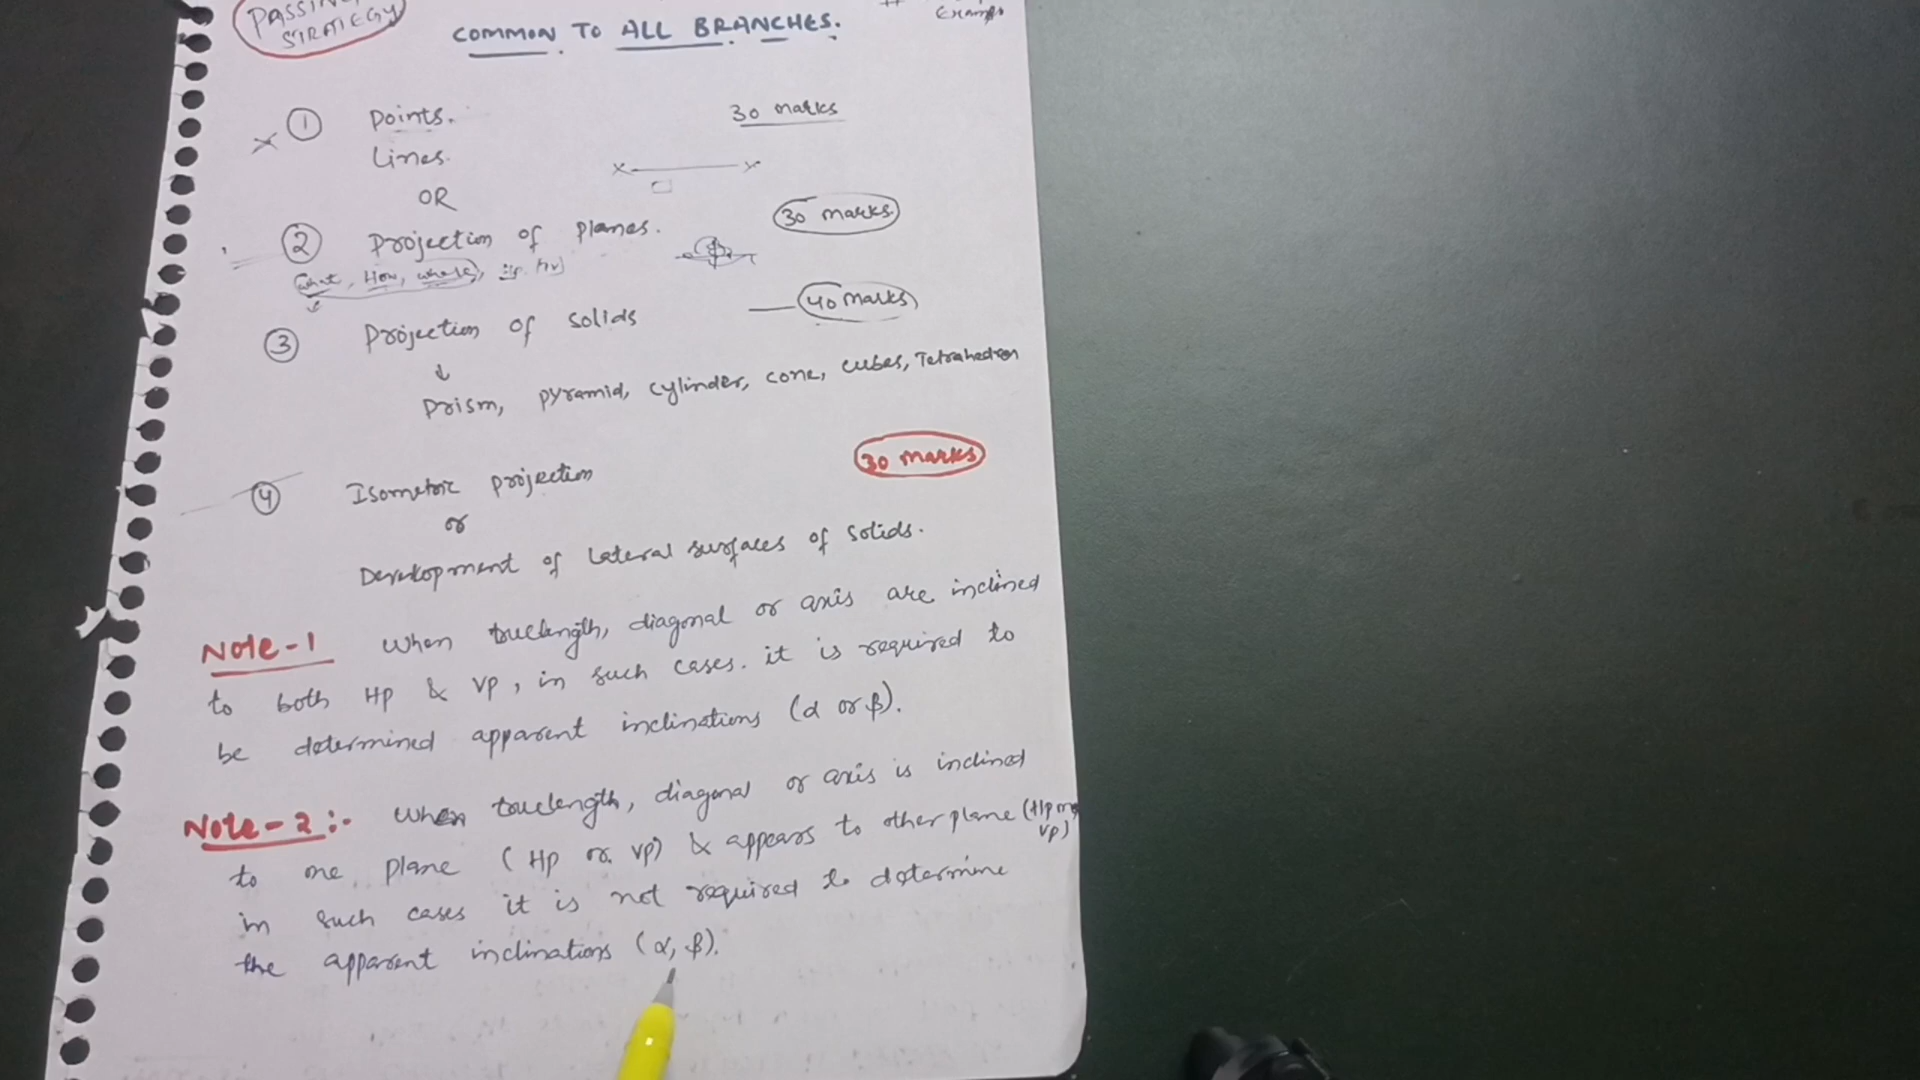 PASSING
STRATEGY
COMMON TO ALL BRANCHES.
Exams
① Points. 30 marks
Lines.
OR
② projection of planes. 30 marks.
What, How, where,
③ Projection of solids 40 marks
Prism, pyramid, cylinder, cone, cubes, Tetrahedron
④ Isometric projection 30 marks
or
Development of lateral surfaces of solids.
Note-1 When truelength, diagonal or axis are inclined
to both Hp & Vp, in such cases. it is required to
be determined apparent inclinations (α or β).
Note-2:- When truelength, diagonal or axis is inclined
to one plane (Hp or Vp) & appears to other plane (Hp
Vp)
in such cases it is not required to determine
the apparent inclinations (α, β).